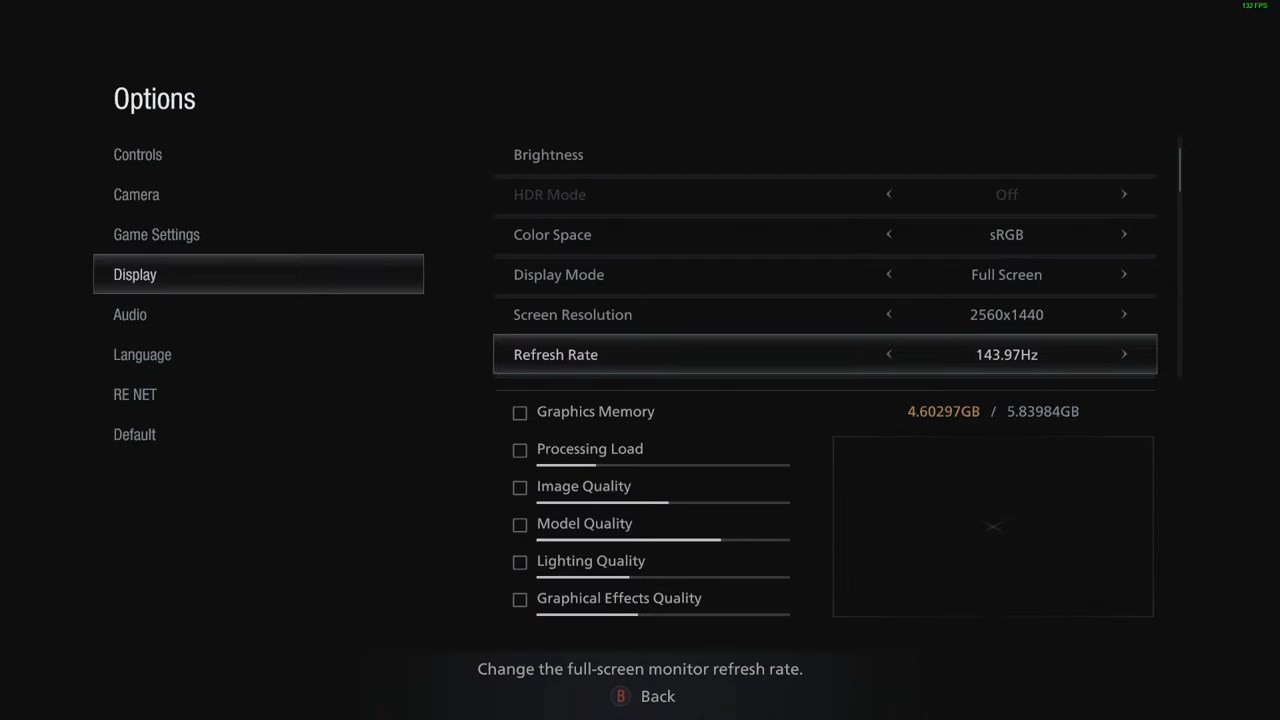 132 FPS
Options
Controls
Camera
Game Settings
Display
Audio
Language
RE NET
Default
Brightness
HDR Mode Off
Color Space sRGB
Display Mode Full Screen
Screen Resolution 2560x1440
Refresh Rate 143.97Hz
Graphics Memory 4.60297GB / 5.83984GB
Processing Load
Image Quality
Model Quality
Lighting Quality
Graphical Effects Quality
Change the full-screen monitor refresh rate.
B Back